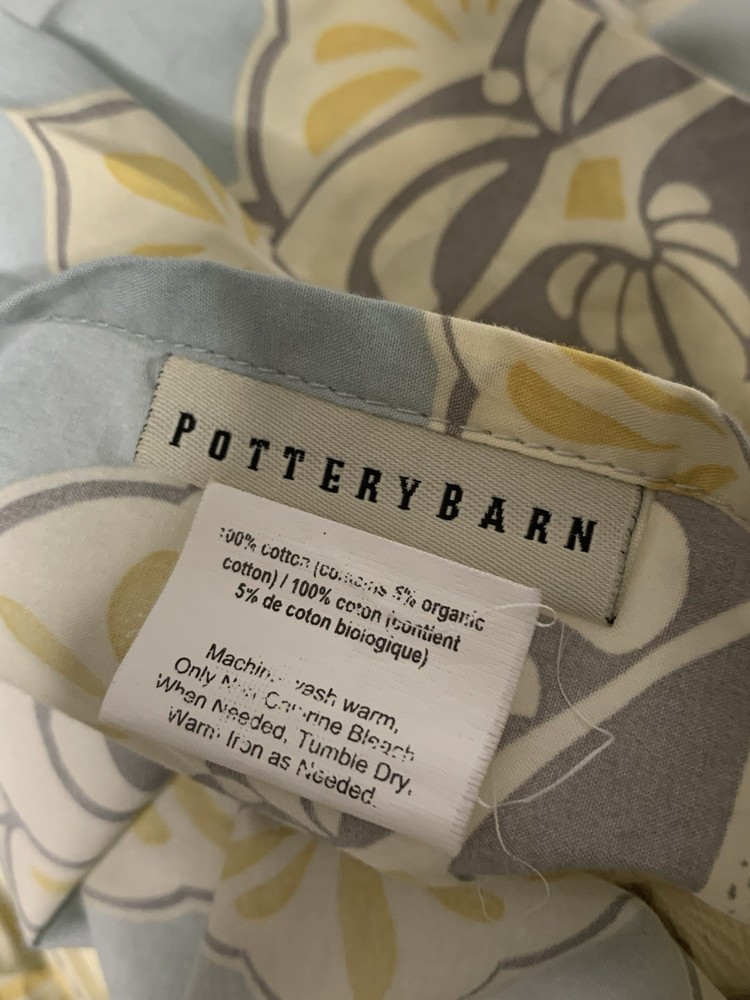 POTTERYBARN
100% cotton (contains 5% organic
cotton) / 100% coton (contient
5% de coton biologique)
Machine wash warm,
Only Non Chlorine Bleach
When Needed, Tumble Dry,
Warm Iron as Needed.